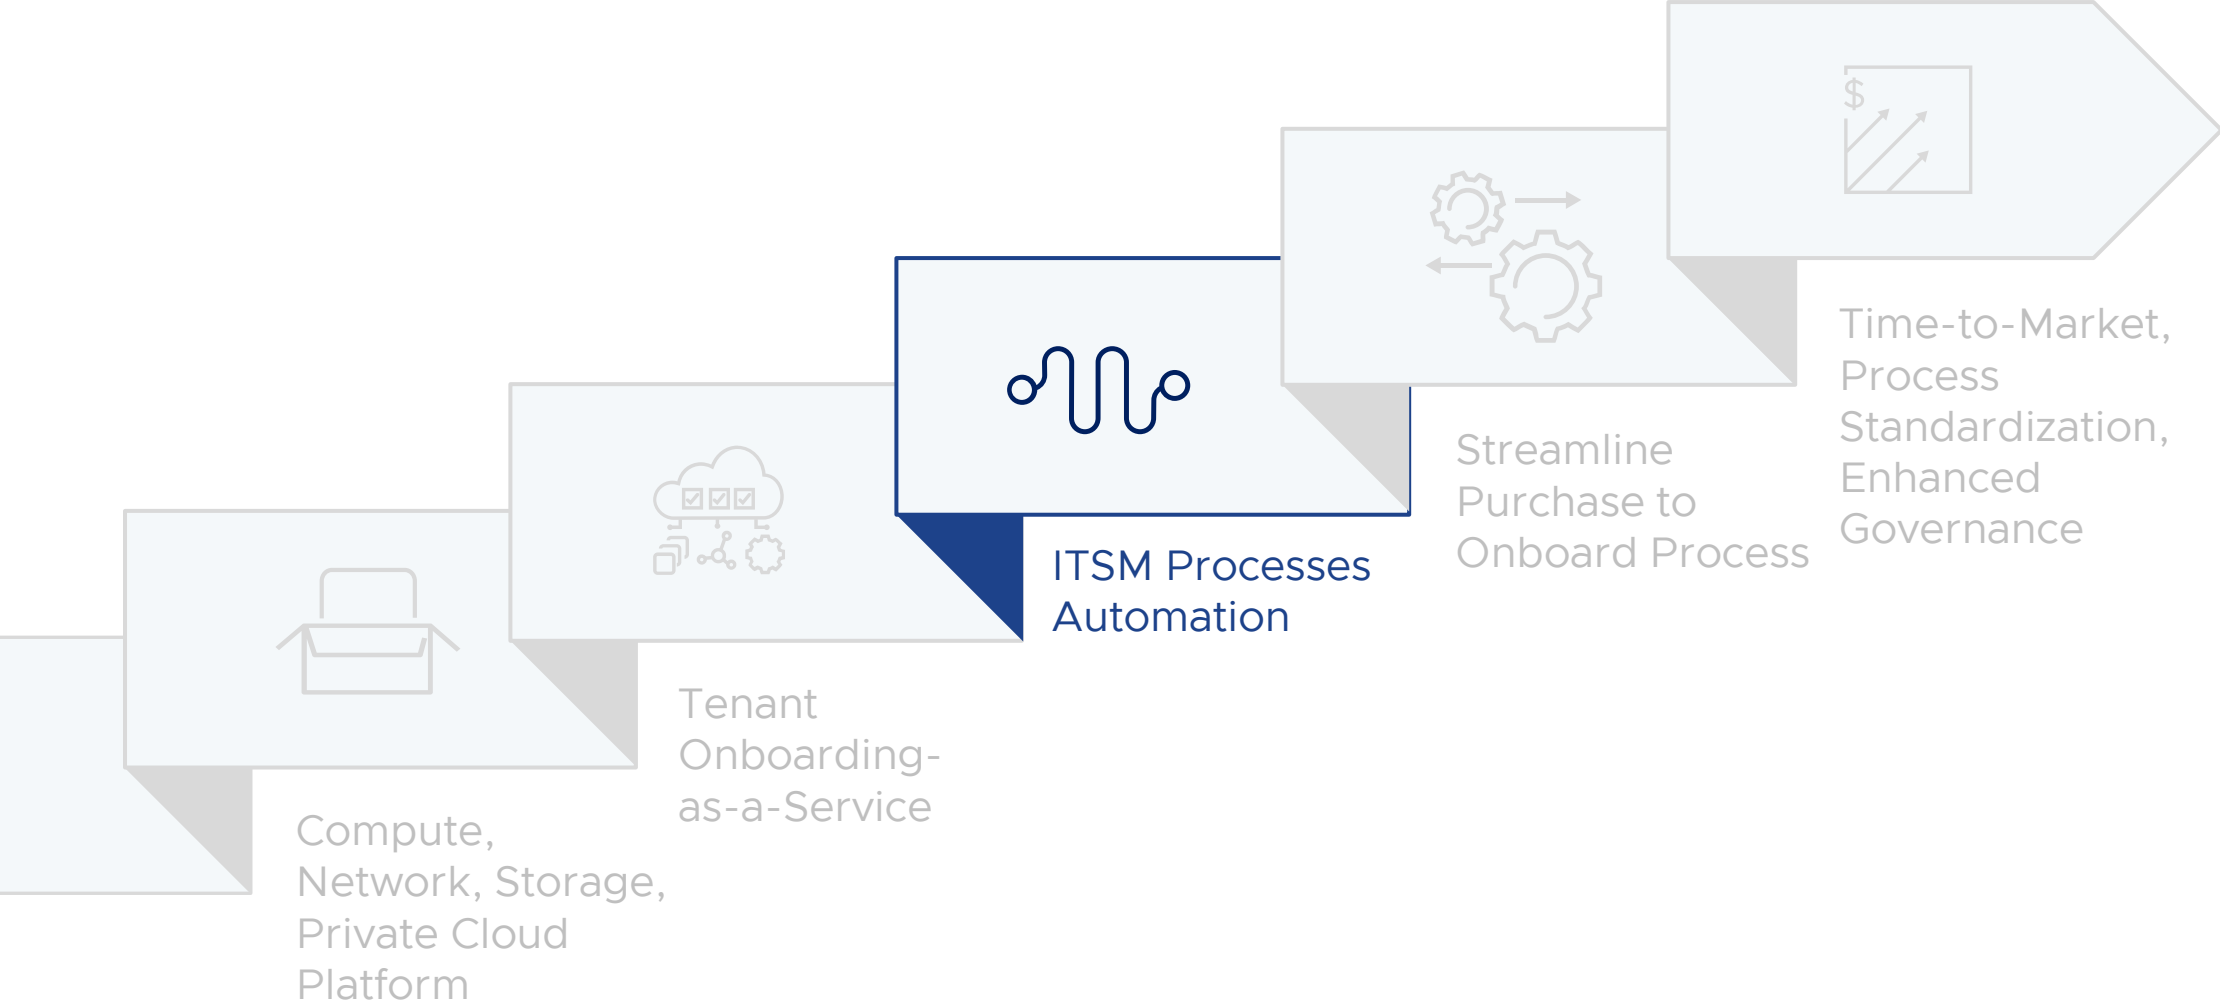 Compute,
Network, Storage,
Private Cloud
Platform
Tenant
Onboarding-
as-a-Service
ITSM Processes
Automation
Streamline
Purchase to
Onboard Process
$
Time-to-Market,
Process
Standardization,
Enhanced
Governance